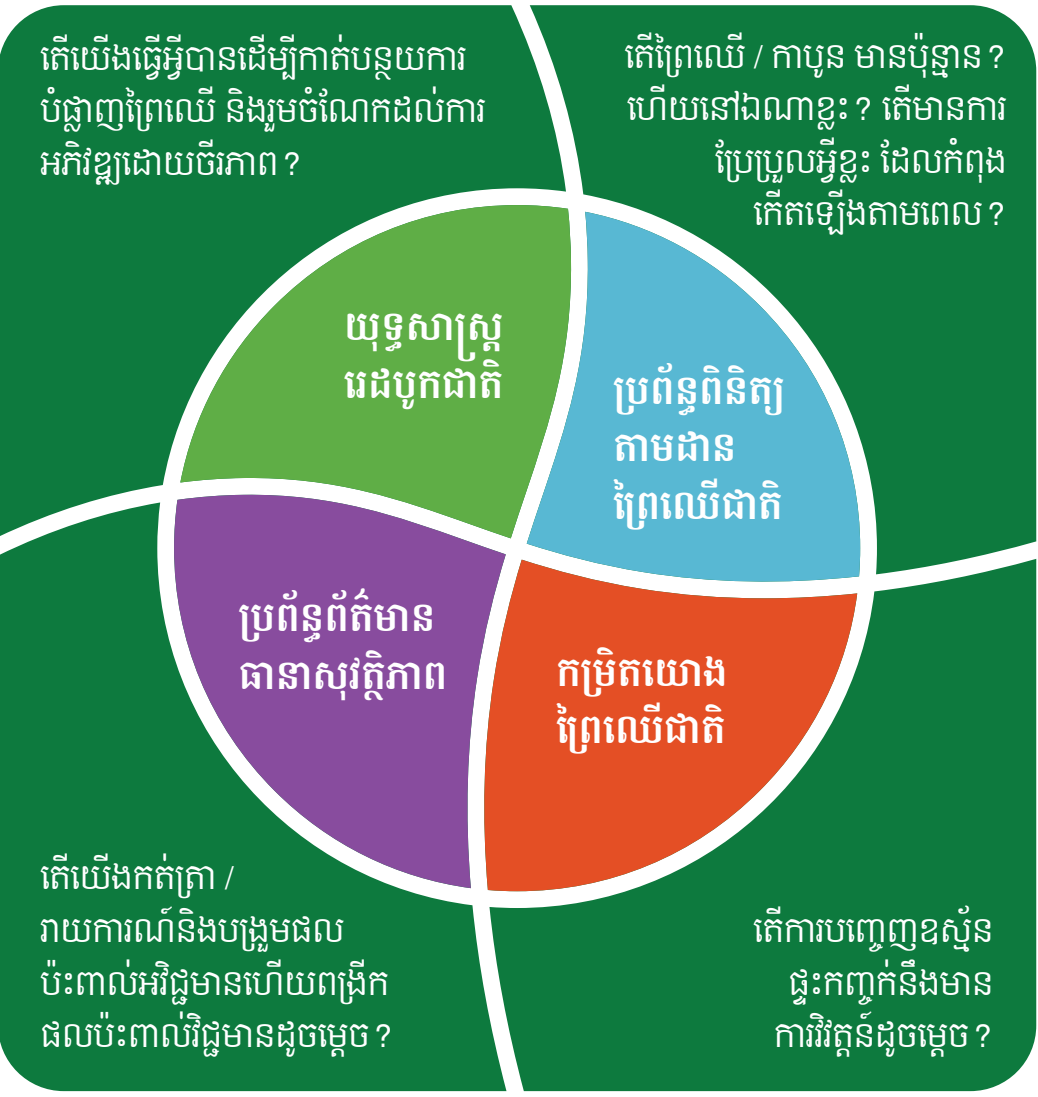 តើយើងធ្វើអ្វីបានដើម្បីកាត់បន្ថយការ
បំផ្លាញព្រៃឈើ និងរួមចំណែកដល់ការ
អភិវឌ្ឍដោយចីរភាព ?
តើព្រៃឈើ / កាបូន មានប៉ុន្មាន ?
ហើយនៅឯណាខ្លះ ? តើមានការ
ប្រែប្រួលអ្វីខ្លះ ដែលកំពុង
កើតឡើងតាមពេល ?
យុទ្ធសាស្ត្រ
រេដបូកជាតិ
ប្រព័ន្ធពិនិត្យ
តាមដាន
ព្រៃឈើជាតិ
ប្រព័ន្ធព័ត៌មាន
ធានាសុវត្ថិភាព
កម្រិតយោង
ព្រៃឈើជាតិ
តើយើងកត់ត្រា /
រាយការណ៍និងបង្រួមផល
ប៉ះពាល់អវិជ្ជមានហើយពង្រីក
ផលប៉ះពាល់វិជ្ជមានដូចម្តេច ?
តើការបញ្ចេញឧស្ម័ន
ផ្ទះកញ្ចក់នឹងមាន
ការវិវត្តន៍ដូចម្តេច ?